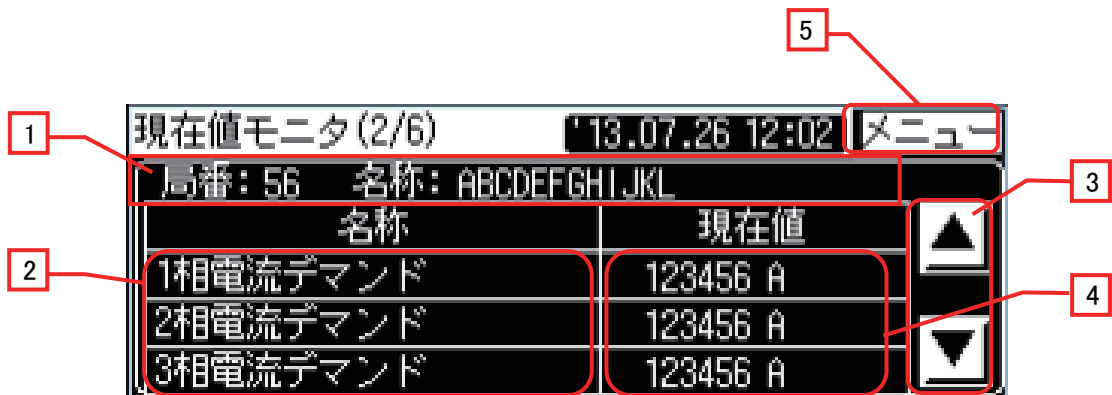 5
現在値モニタ(2/6) '13.07.26 12:02 メニュー
1
局番: 56 名称: ABCDEFGHIJKL
3
名称 現在値
2
1相電流デマンド 123456 A
4
2相電流デマンド 123456 A
3相電流デマンド 123456 A